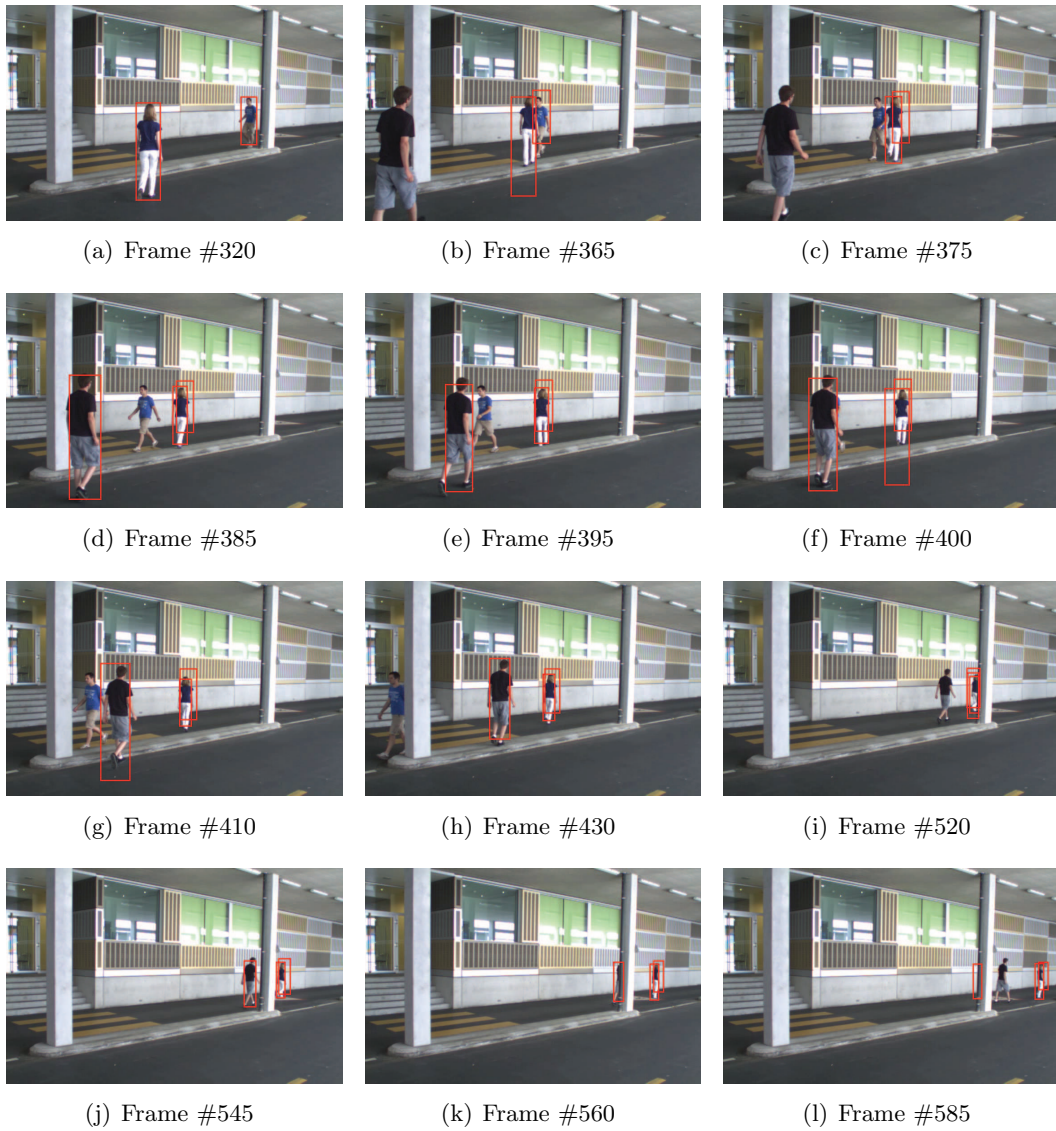 (a) Frame #320
(b) Frame #365
(c) Frame #375
(d) Frame #385
(e) Frame #395
(f) Frame #400
(g) Frame #410
(h) Frame #430
(i) Frame #520
(j) Frame #545
(k) Frame #560
(l) Frame #585